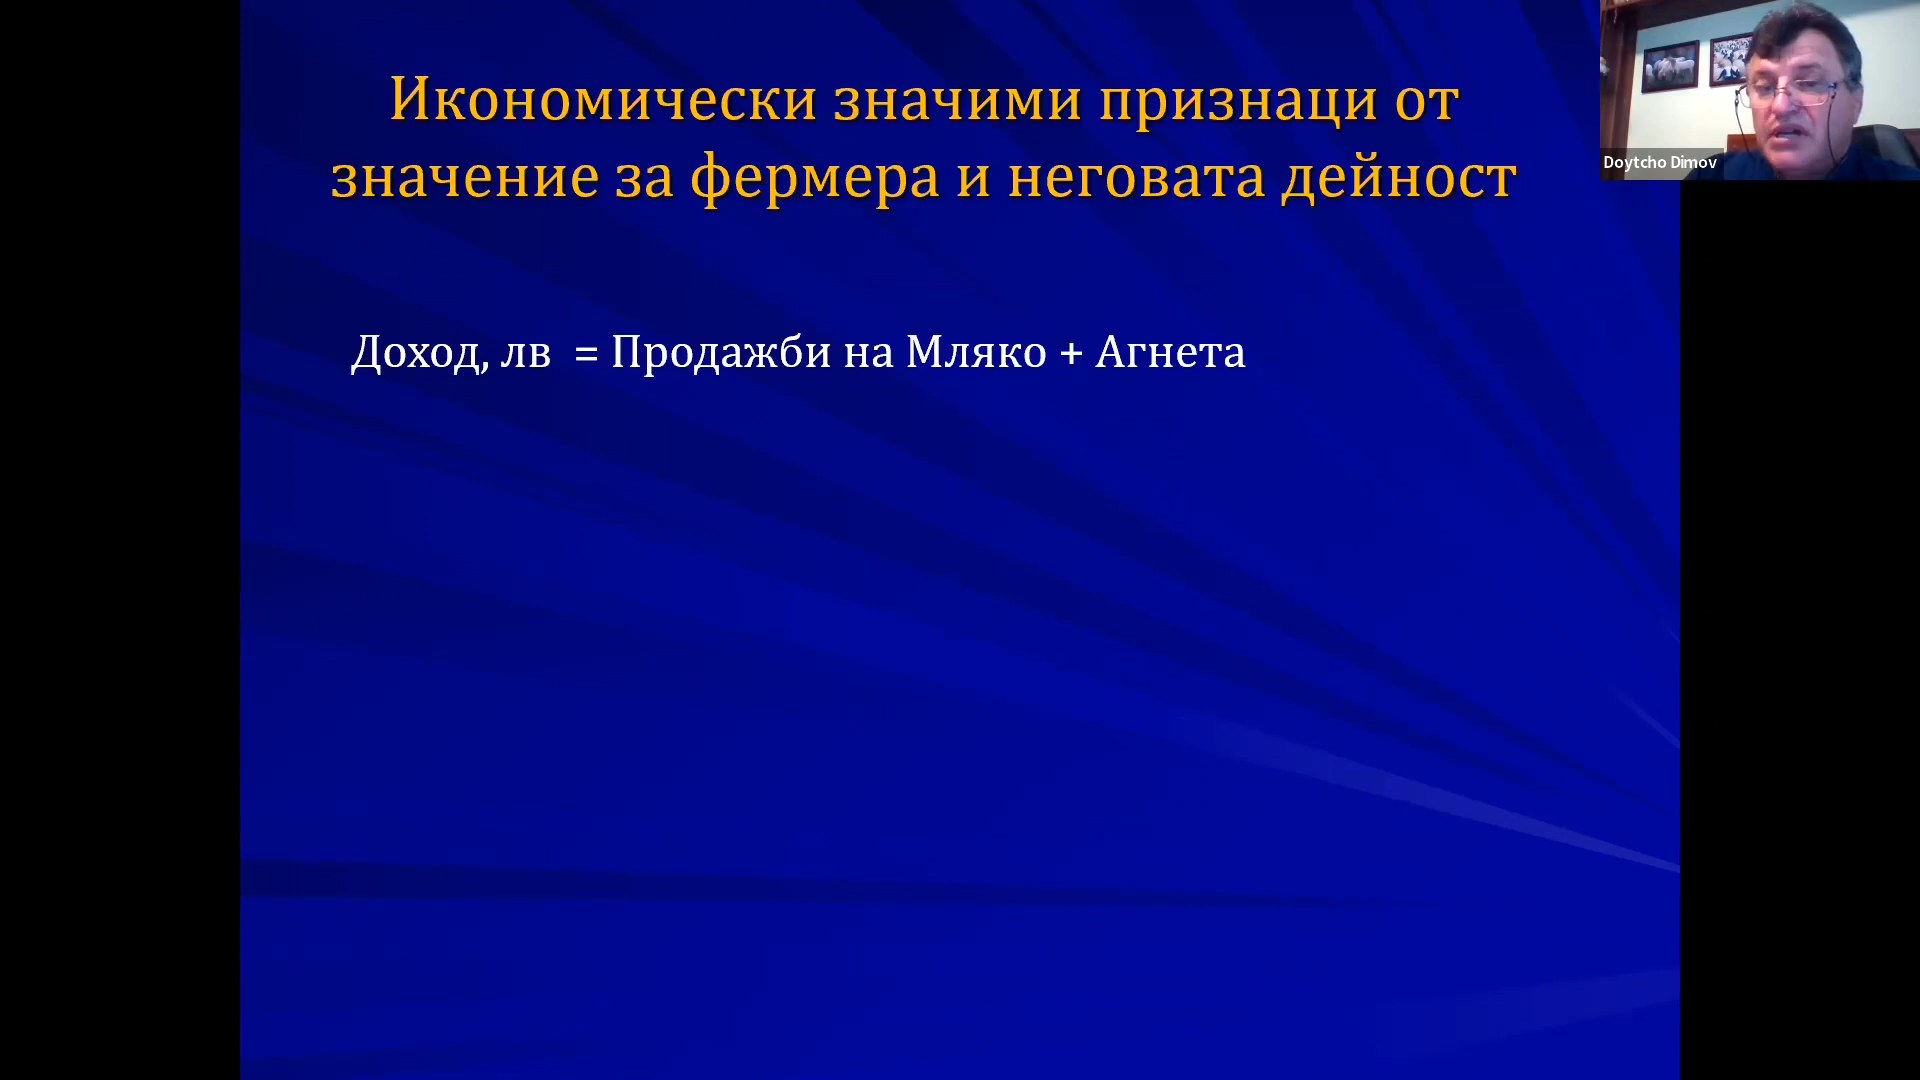 Икономически значими признаци от
значение за фермера и неговата дейност
Доход, лв = Продажби на Мляко + Агнета
Doytcho Dimov